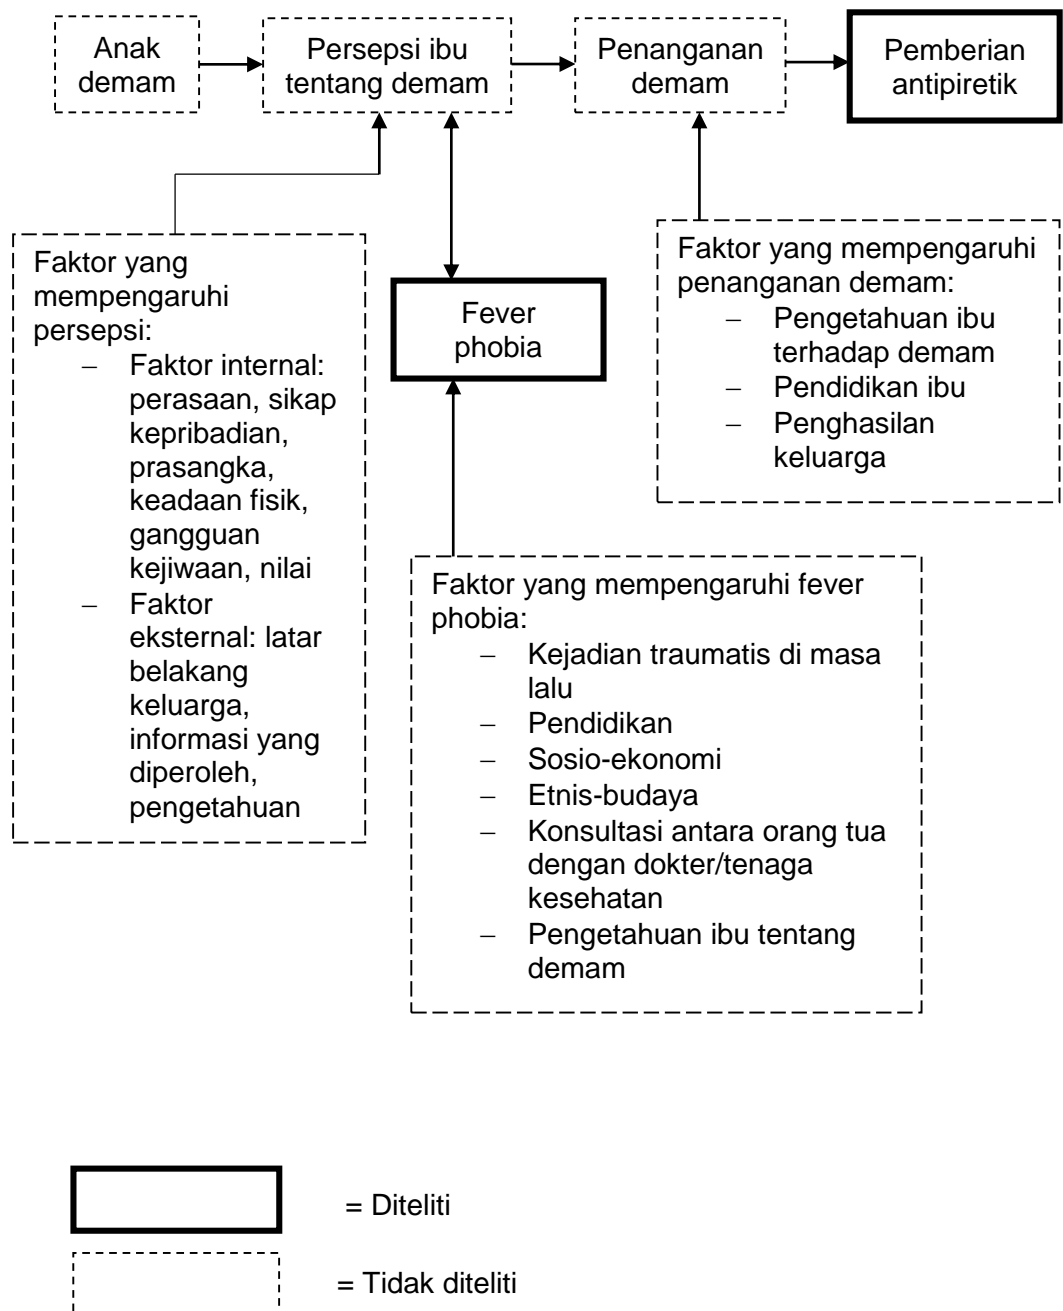 Anak
demam
Persepsi ibu
tentang demam
Penanganan
demam
Pemberian
antipiretik
Faktor yang
mempengaruhi
persepsi:
– Faktor internal:
perasaan, sikap
kepribadian,
prasangka,
keadaan fisik,
gangguan
kejiwaan, nilai
– Faktor
eksternal: latar
belakang
keluarga,
informasi yang
diperoleh,
pengetahuan
Fever
phobia
Faktor yang mempengaruhi
penanganan demam:
– Pengetahuan ibu
terhadap demam
– Pendidikan ibu
– Penghasilan
keluarga
Faktor yang mempengaruhi fever
phobia:
– Kejadian traumatis di masa
lalu
– Pendidikan
– Sosio-ekonomi
– Etnis-budaya
– Konsultasi antara orang tua
dengan dokter/tenaga
kesehatan
– Pengetahuan ibu tentang
demam
= Diteliti
= Tidak diteliti